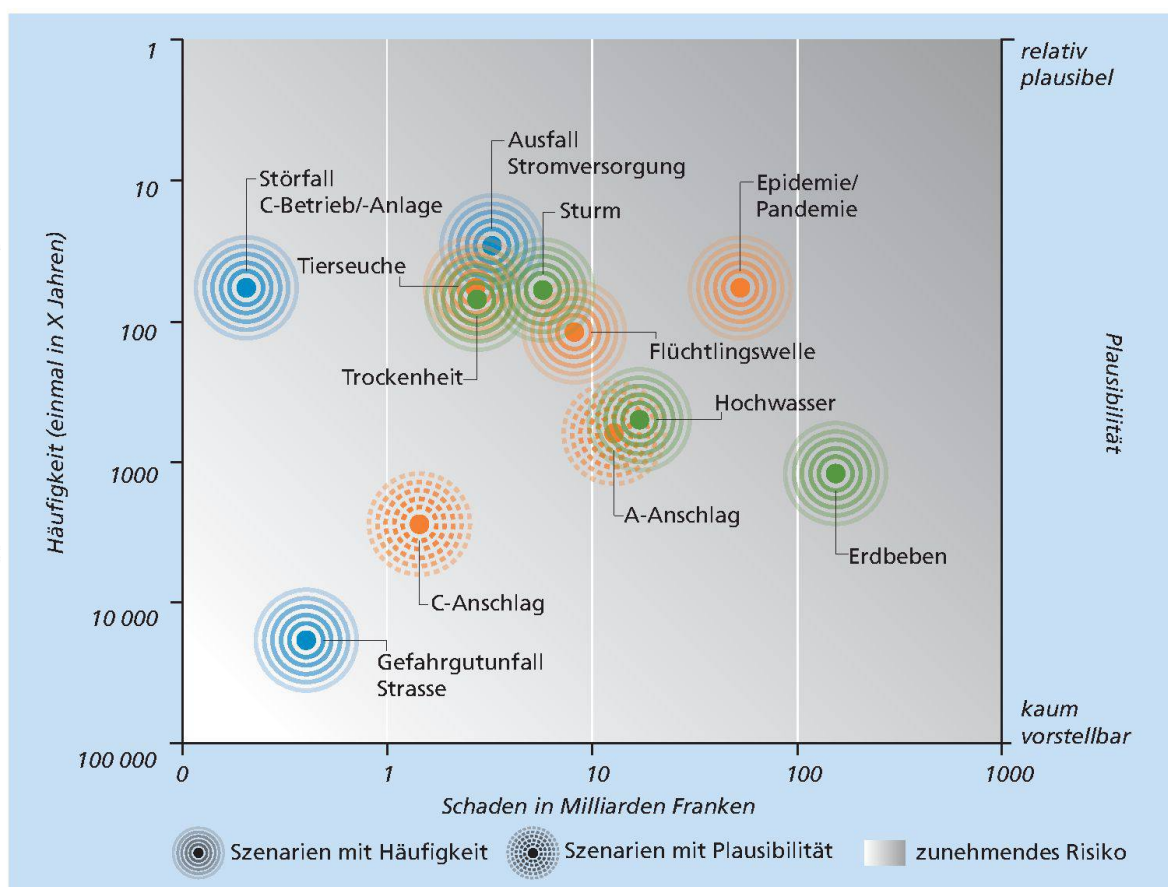 1
relativ
plausibel
Ausfall
Stromversorgung
10
Störfall
C-Betrieb/-Anlage
Epidemie/
Pandemie
Sturm
Tierseuche
100
Flüchtlingswelle
Trockenheit
Hochwasser
1000
A-Anschlag
Erdbeben
C-Anschlag
10 000
Gefahrgutunfall
Strasse
kaum
vorstellbar
100 000
Häufigkeit (einmal in X Jahren)
Plausibilität
0
1
10
100
1000
Schaden in Milliarden Franken
Szenarien mit Häufigkeit
Szenarien mit Plausibilität
zunehmendes Risiko